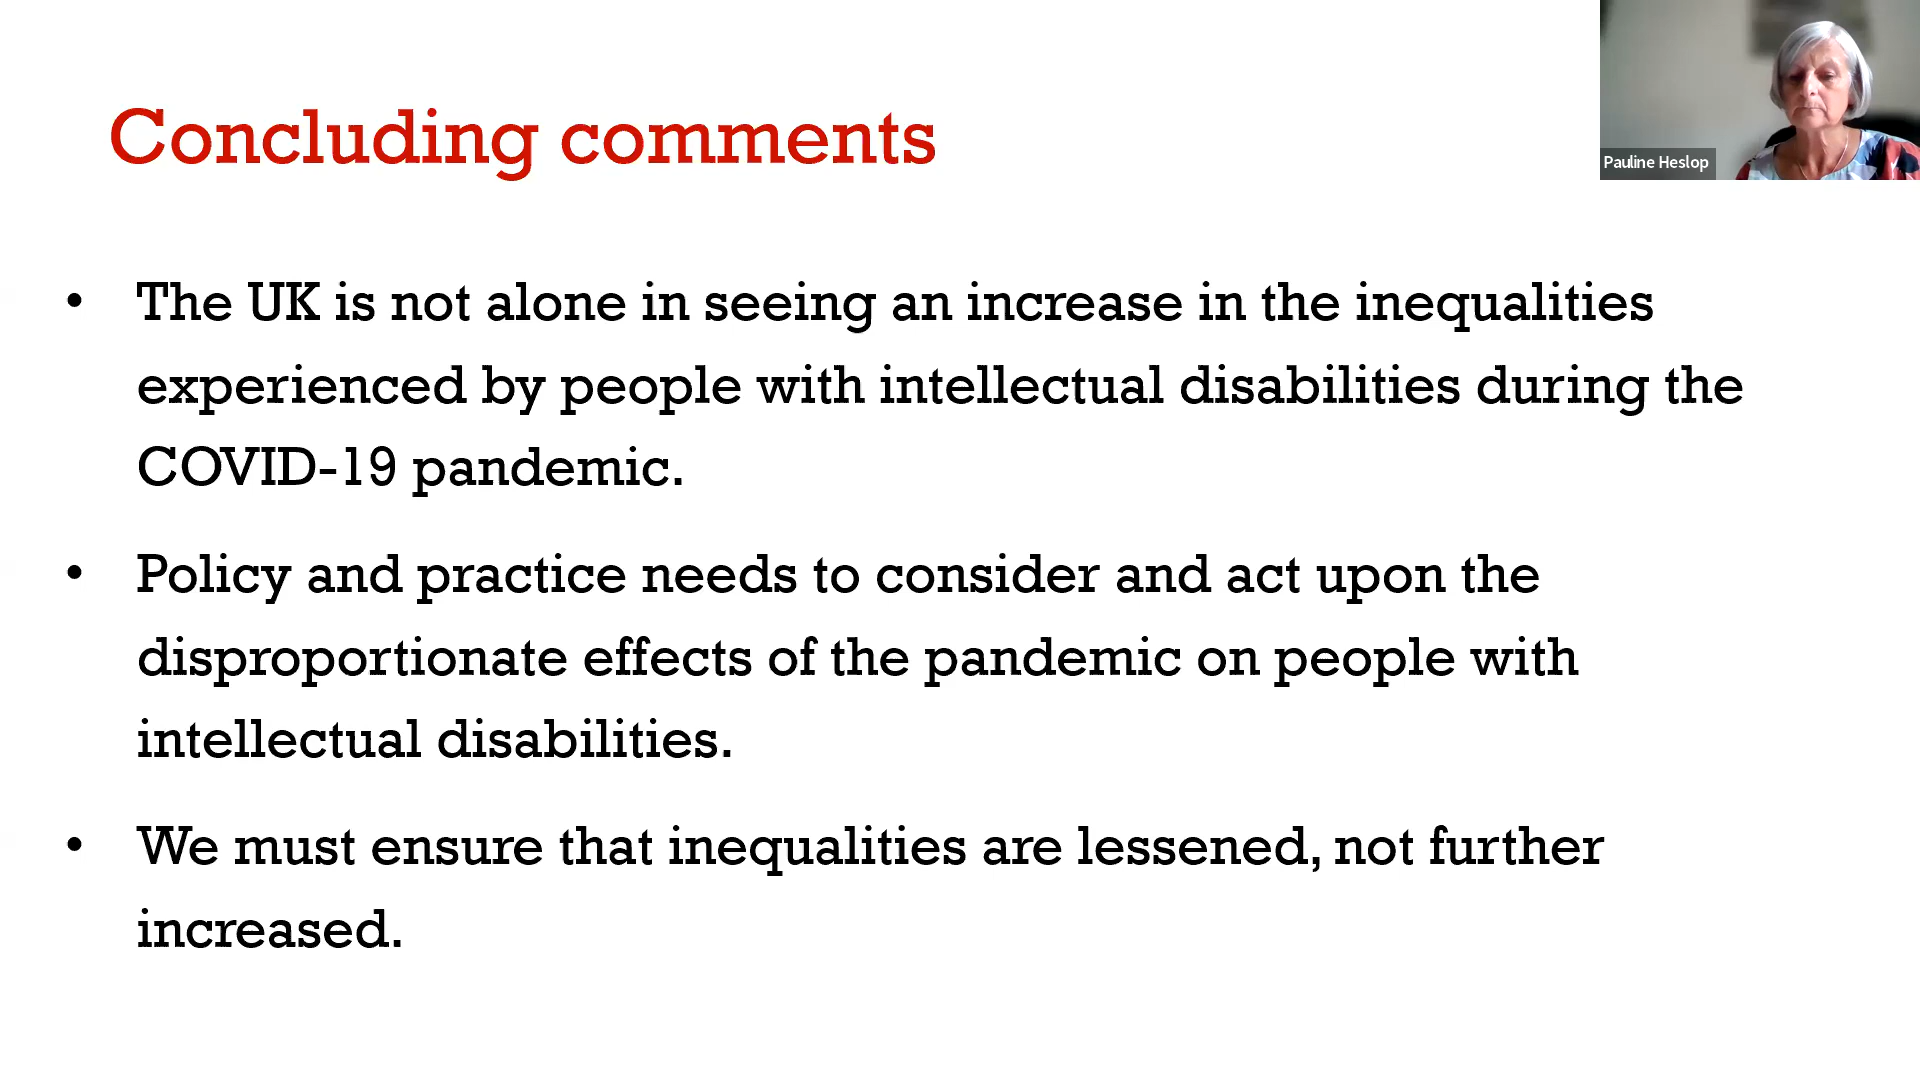 Concluding comments
Pauline Heslop
• The UK is not alone in seeing an increase in the inequalities
experienced by people with intellectual disabilities during the
COVID-19 pandemic.
• Policy and practice needs to consider and act upon the
disproportionate effects of the pandemic on people with
intellectual disabilities.
• We must ensure that inequalities are lessened, not further
increased.